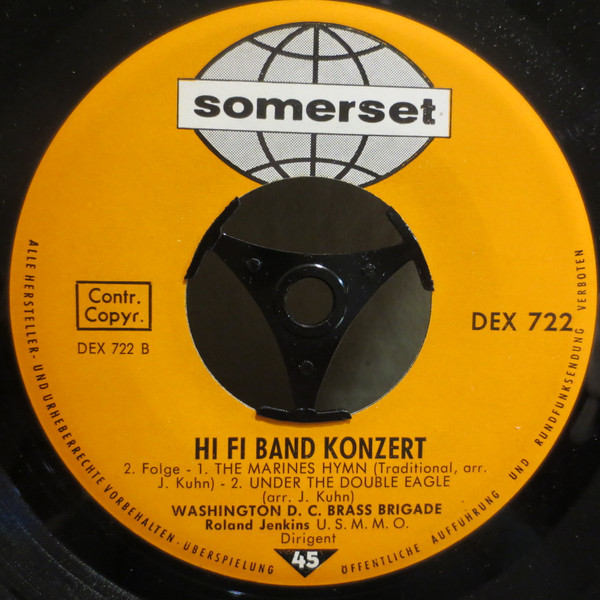 somerset
Contr.
Copyr.
DEX 722 B
DEX 722
HI FI BAND KONZERT
2. Folge - 1. THE MARINES HYMN (Traditional, arr.
J. Kuhn) - 2. UNDER THE DOUBLE EAGLE
(arr. J. Kuhn)
WASHINGTON D. C. BRASS BRIGADE
Roland Jenkins U. S. M. M. O.
Dirigent
45
ALLE HERSTELLER- UND URHEBERRECHTE VORBEHALTEN - ÜBERSPIELUNG ÖFFENTLICHE AUFFÜHRUNG UND RUNDFUNKSENDUNG VERBOTEN